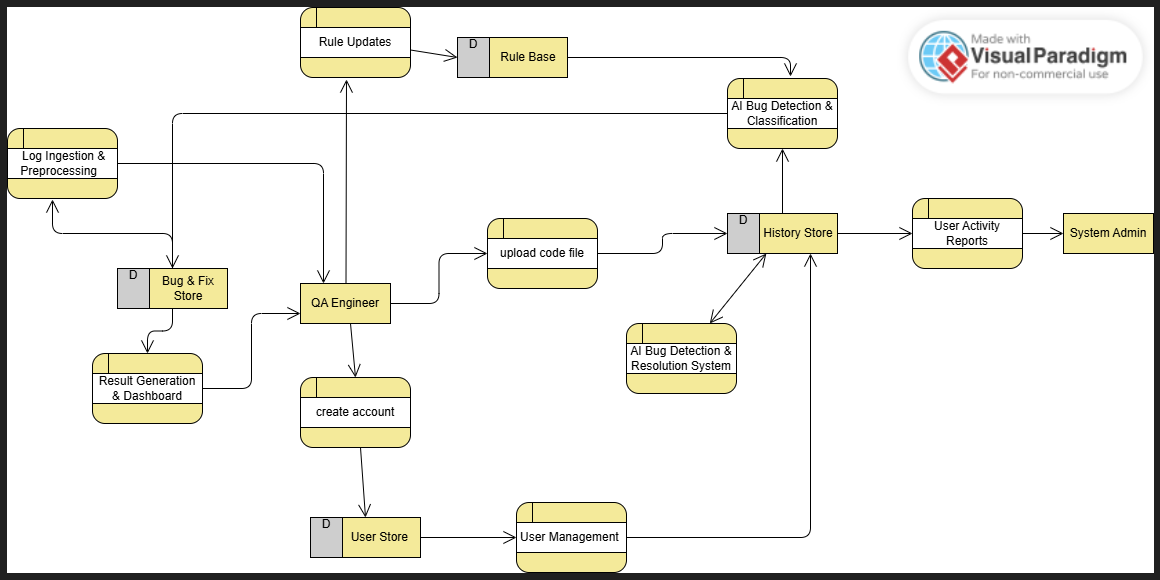 Rule Updates
D
Rule Base
Made with
Visual Paradigm
For non-commercial use
AI Bug Detection &
Classification
Log Ingestion &
Preprocessing
D
History Store
User Activity
Reports
System Admin
upload code file
D
Bug & Fix
Store
QA Engineer
AI Bug Detection &
Resolution System
Result Generation
& Dashboard
create account
D
User Store
User Management